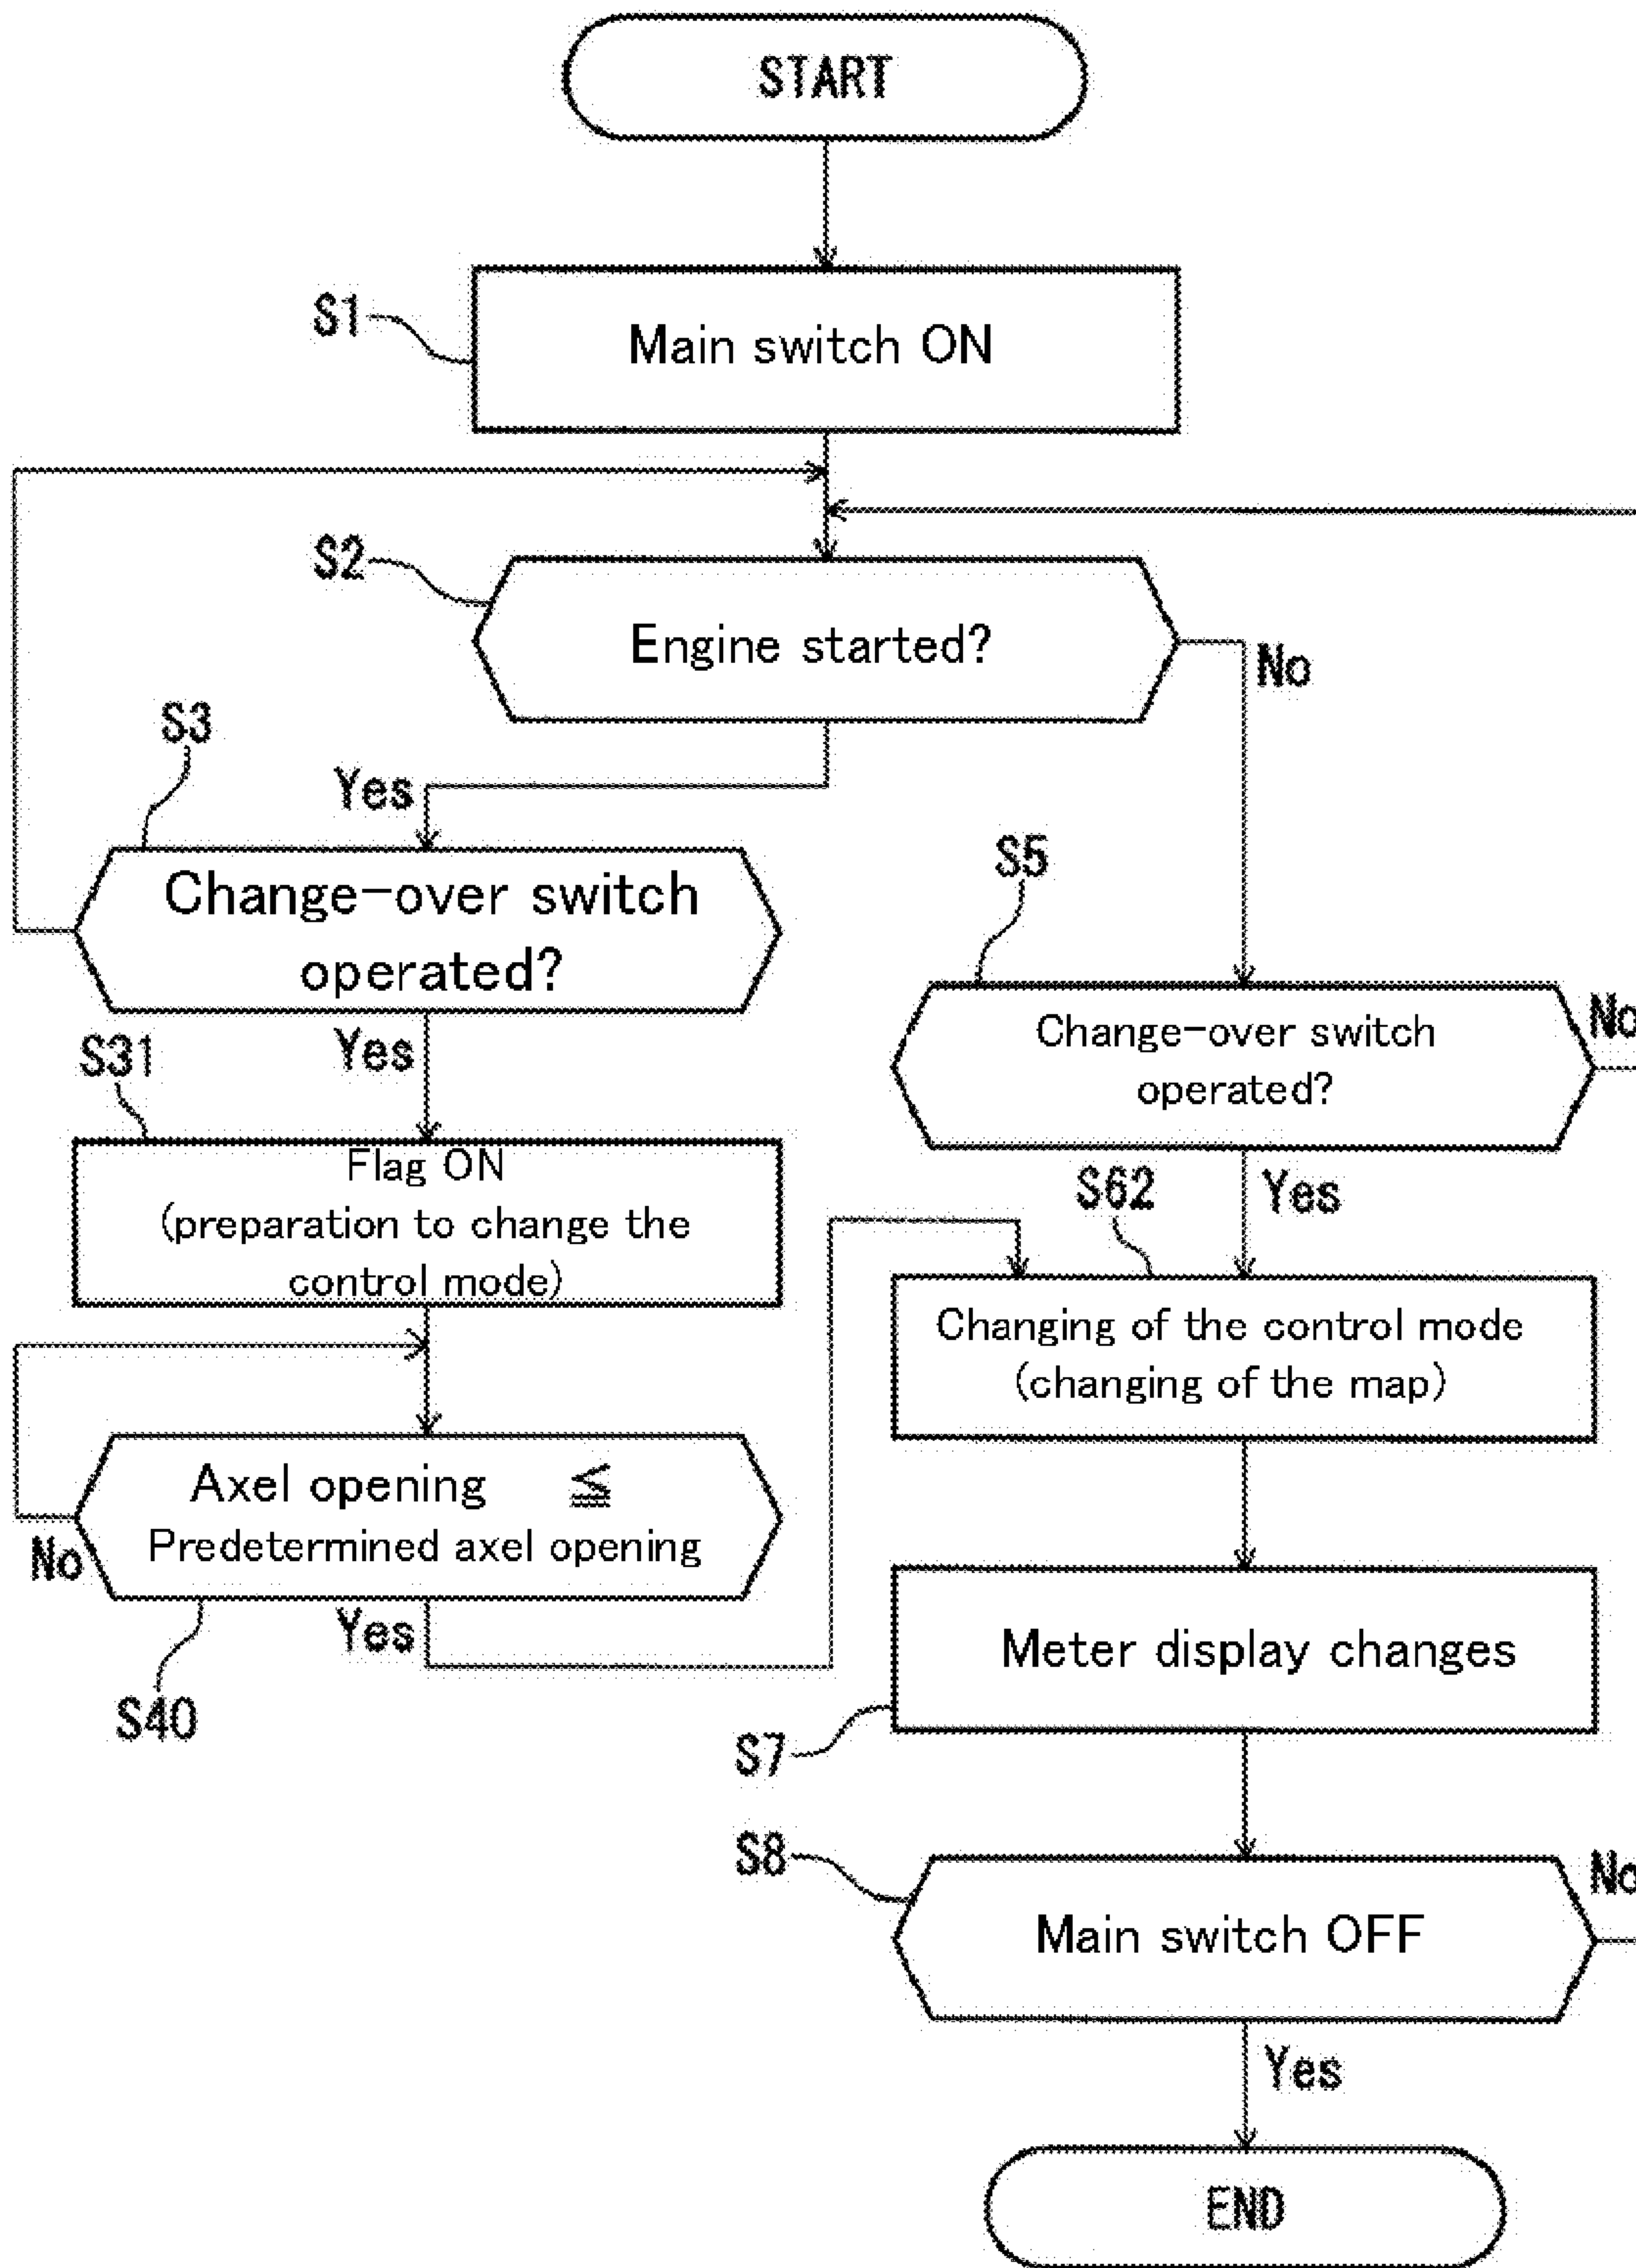 START
S1
Main switch ON
S2
Engine started?
No
S3
Yes
Change-over switch
operated?
S5
Change-over switch
operated?
No
S31
Yes
Flag ON
(preparation to change the
control mode)
S62
Yes
Changing of the control mode
(changing of the map)
Axel opening ≦
Predetermined axel opening
No
Yes
S40
Meter display changes
S7
S8
Main switch OFF
No
Yes
END